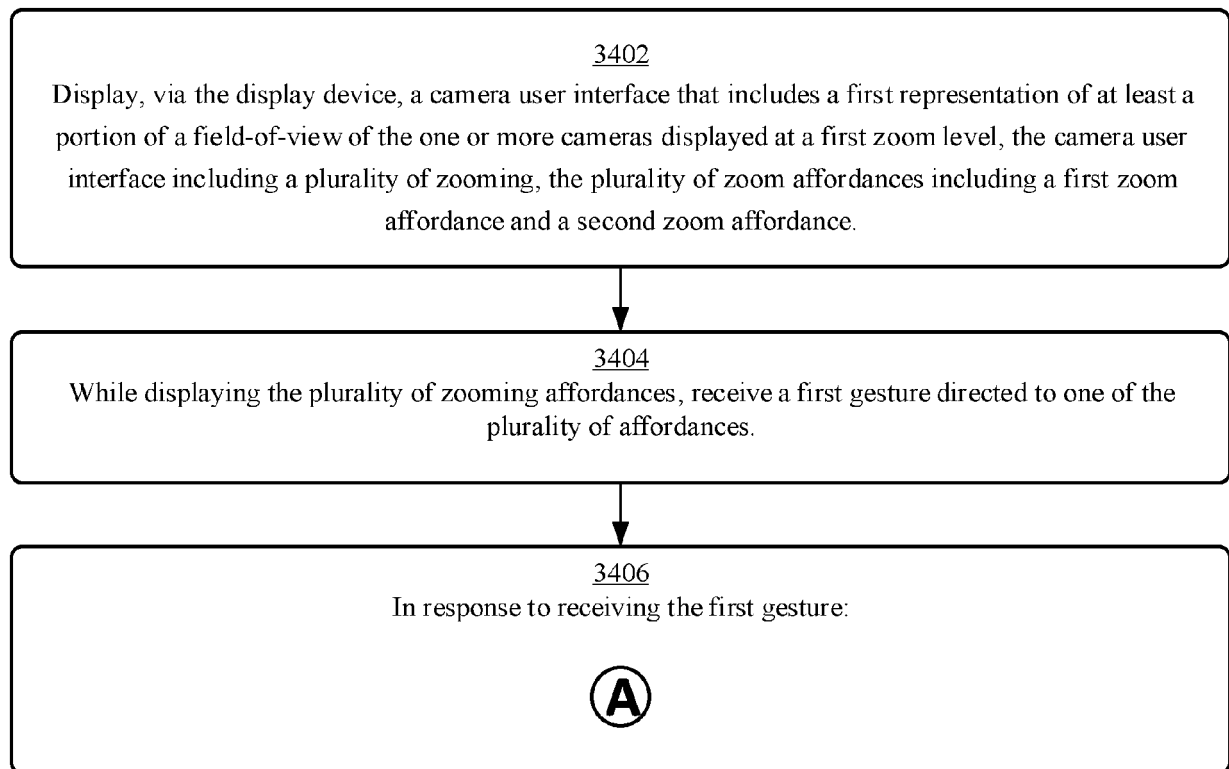 3402
Display, via the display device, a camera user interface that includes a first representation of at least a
portion of a field-of-view of the one or more cameras displayed at a first zoom level, the camera user
interface including a plurality of zooming, the plurality of zoom affordances including a first zoom
affordance and a second zoom affordance.
3404
While displaying the plurality of zooming affordances, receive a first gesture directed to one of the
plurality of affordances.
3406
In response to receiving the first gesture:
A